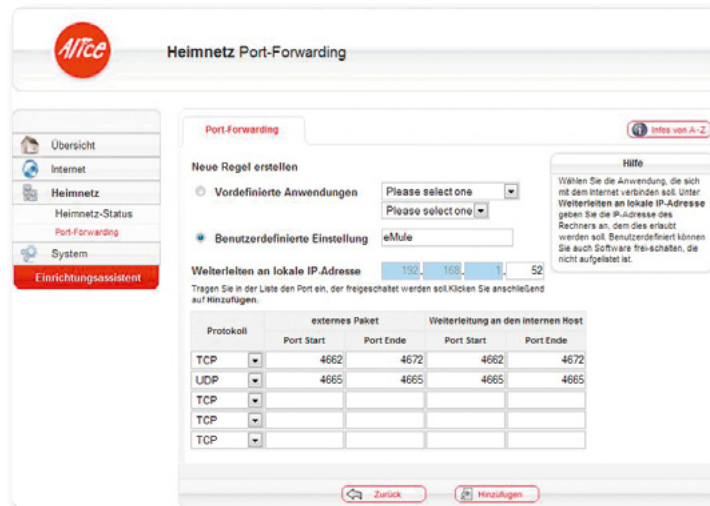 Alice
Heimnetz Port-Forwarding
Übersicht
Internet
Heimnetz
Heimnetz-Status
Port-Forwarding
System
Einrichtungsassistent
Port-Forwarding
Infos von A-Z
Neue Regel erstellen
Vordefinierte Anwendungen Please select one
Please select one
Benutzerdefinierte Einstellung eMule
Weiterleiten an lokale IP-Adresse 192. 168. 1. 52
Tragen Sie in der Liste den Port ein, der freigeschaltet werden soll.Klicken Sie anschließend
auf Hinzufügen.
Protokoll externes Paket Weiterleitung an den internen Host
Port Start Port Ende Port Start Port Ende
TCP 4662 4672 4662 4672
UDP 4665 4665 4665 4665
TCP
TCP
TCP
Hilfe
Wählen Sie die Anwendung, die sich
mit dem Internet verbinden soll. Unter
Weiterleiten an lokale IP-Adresse
geben Sie die IP-Adresse des
Rechners an, dem dies erlaubt
werden soll. Benutzerdefiniert können
Sie auch Software frei-schalten, die
nicht aufgelistet ist.
Zurück
Hinzufügen